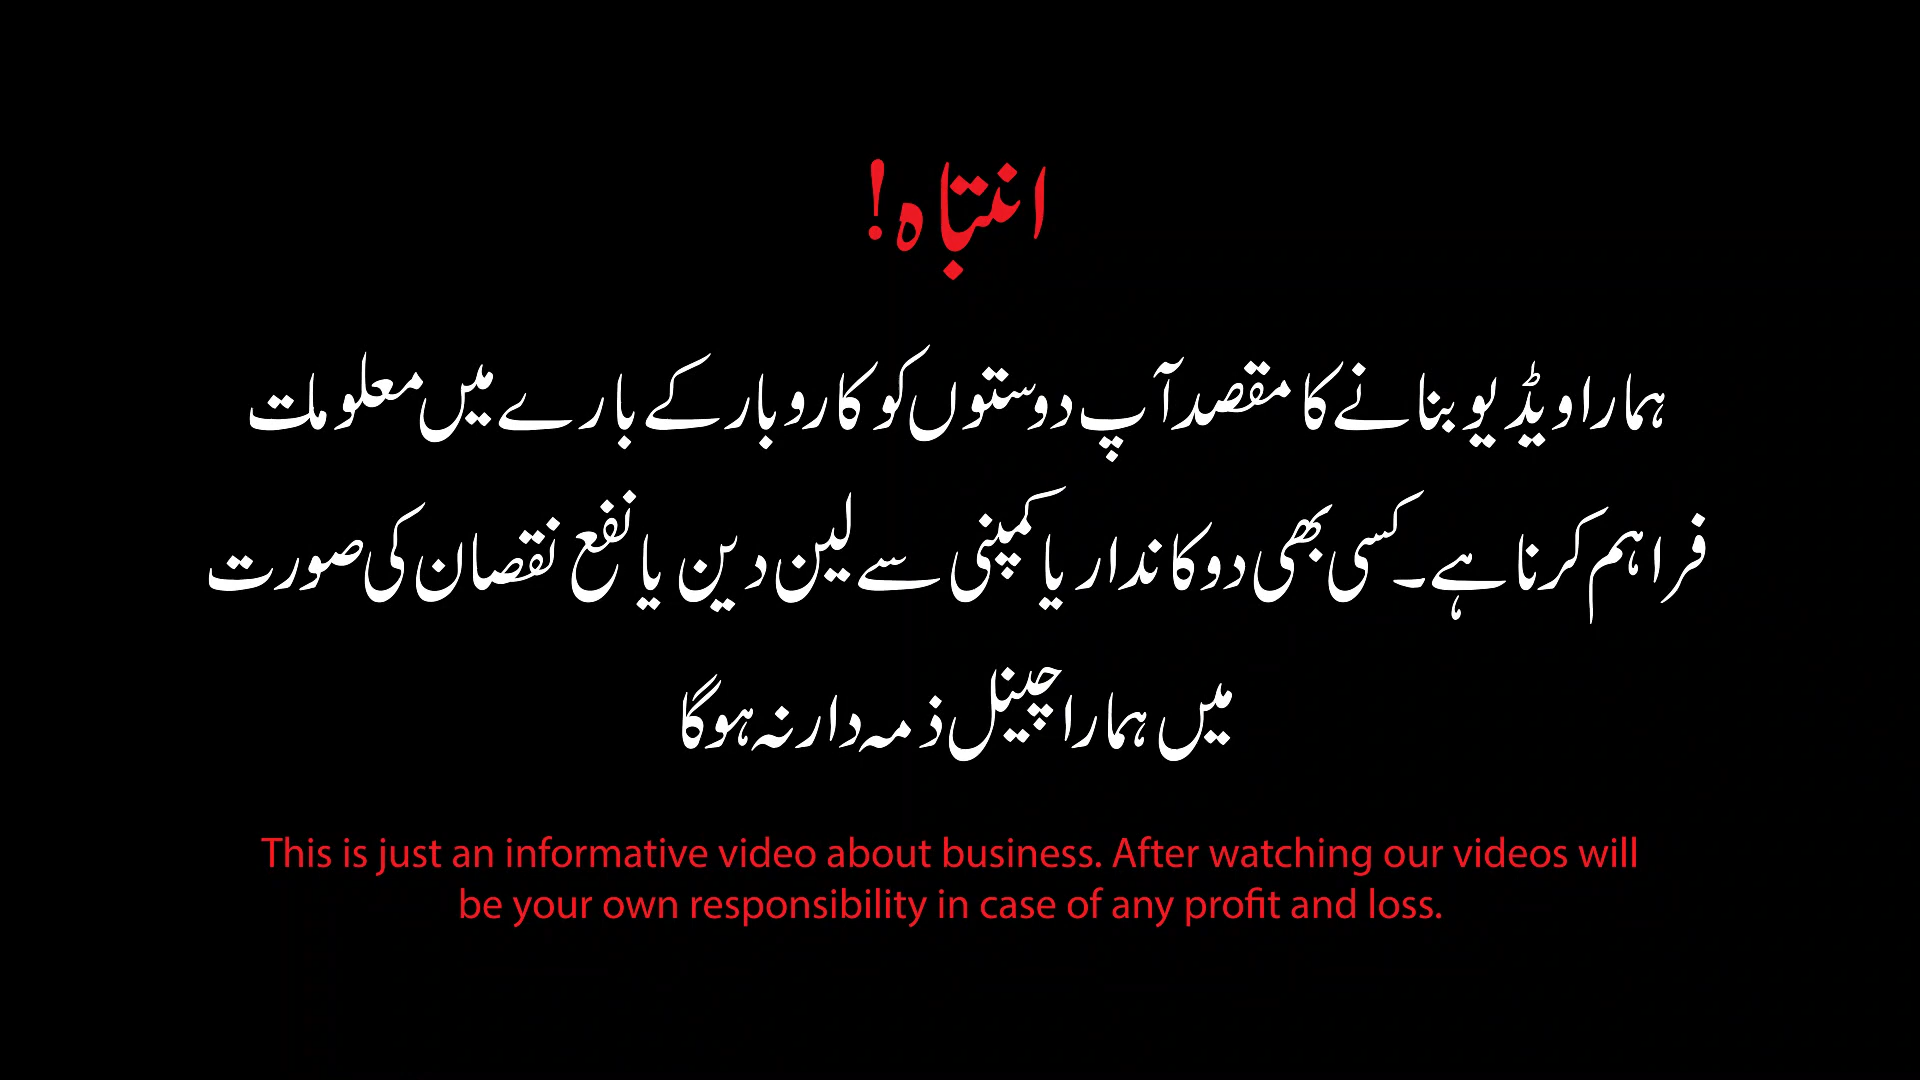 انتباہ!
ہمارا ویڈیو بنانے کا مقصد آپ دوستوں کو کاروبار کے بارے میں معلومات
فراہم کرنا ہے۔ کسی بھی دوکاندار یا کمپنی سے لین دین یا نفع نقصان کی صورت
میں ہمارا چینل ذمہ دار نہ ہوگا
This is just an informative video about business. After watching our videos will
be your own responsibility in case of any profit and loss.